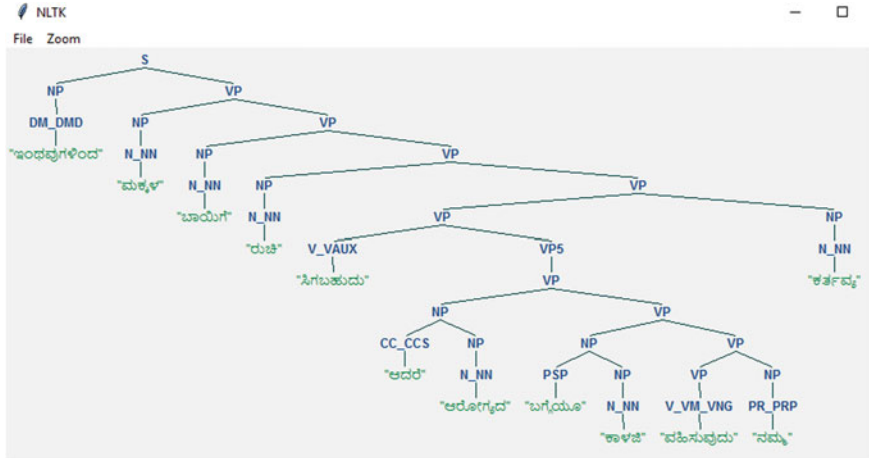 NLTK
File Zoom
S
NP VP
DM_DMD NP VP
"ಇಂಥವುಗಳಿಂದ" N_NN NP VP
"ಮಕ್ಕಳ" N_NN NP VP
"ಬಾಯಿಗೆ" N_NN VP NP
"ರುಚಿ" V_VAUX VP5 N_NN
"ಸಿಗಬಹುದು" VP "ಕರ್ತವ್ಯ"
NP VP
CC_CCS NP NP VP
"ಆದರೆ" N_NN PSP NP VP NP
"ಆರೋಗ್ಯದ" "ಬಗ್ಗೆಯೂ" N_NN V_VM_VNG PR_PRP
"ಕಾಳಜಿ" "ವಹಿಸುವುದು" "ನಮ್ಮ"